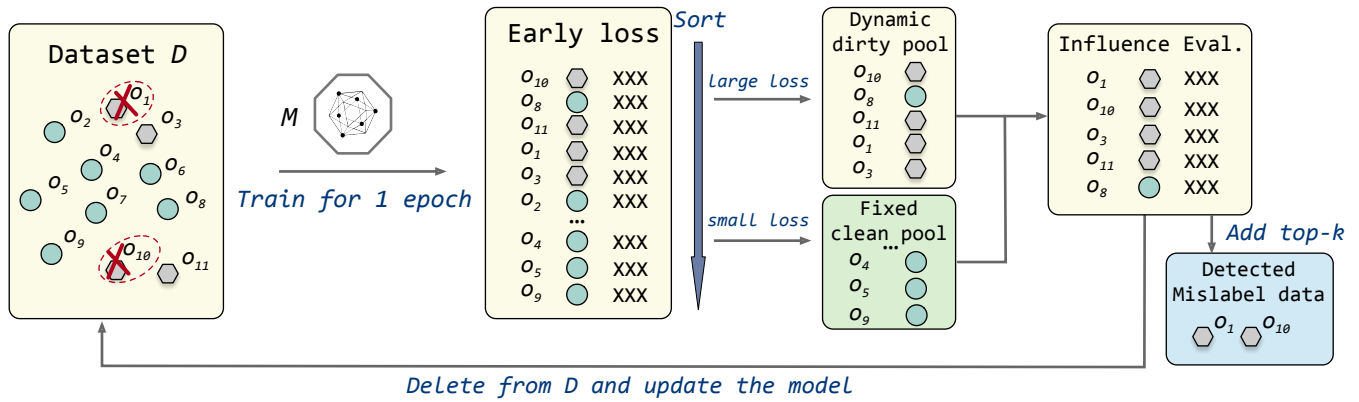 Dataset D
o1
o2
o3
o4
o6
o5
o7
o8
o9
o10
o11
M
Train for 1 epoch
Early loss
o10 XXX
o8 XXX
o11 XXX
o1 XXX
o3 XXX
o2 XXX
...
o4 XXX
o5 XXX
o9 XXX
Sort
Large loss
small loss
Dynamic
dirty pool
o10
o8
o11
o1
o3
Fixed
clean pool
...
o4
o5
o9
Influence Eval.
o1 XXX
o10 XXX
o3 XXX
o11 XXX
o8 XXX
Add top-k
Detected
Mislabel data
o1 o10
Delete from D and update the model